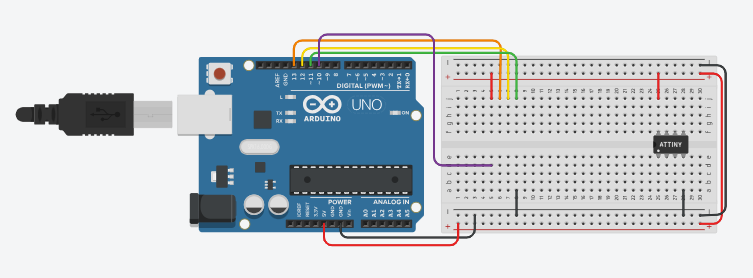 AREF
GND
13
12
~11
~10
~9
8
7
~6
~5
4
~3
2
TX→1
RX←0
DIGITAL (PWM~)
L
TX
RX
UNO
ARDUINO
ON
ATTINY
POWER
ANALOG IN
IOREF
RESET
3.3V
5V
GND
GND
Vin
A0
A1
A2
A3
A4
A5